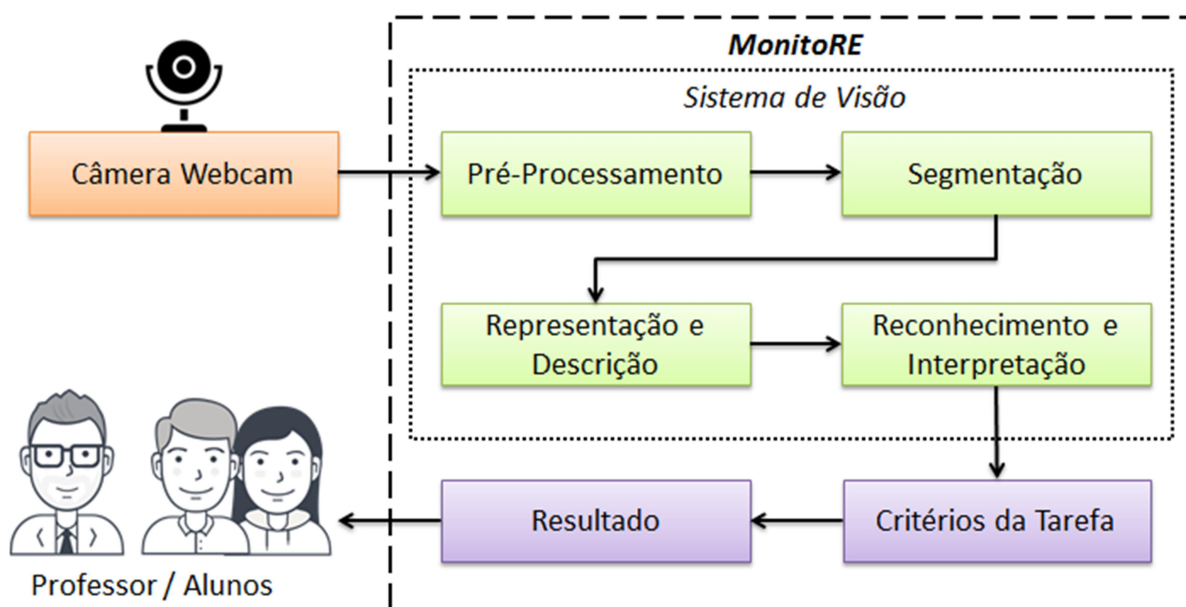 MonitoRE
Sistema de Visão
Câmera Webcam
Pré-Processamento
Segmentação
Representação e
Descrição
Reconhecimento e
Interpretação
Critérios da Tarefa
Resultado
Professor / Alunos